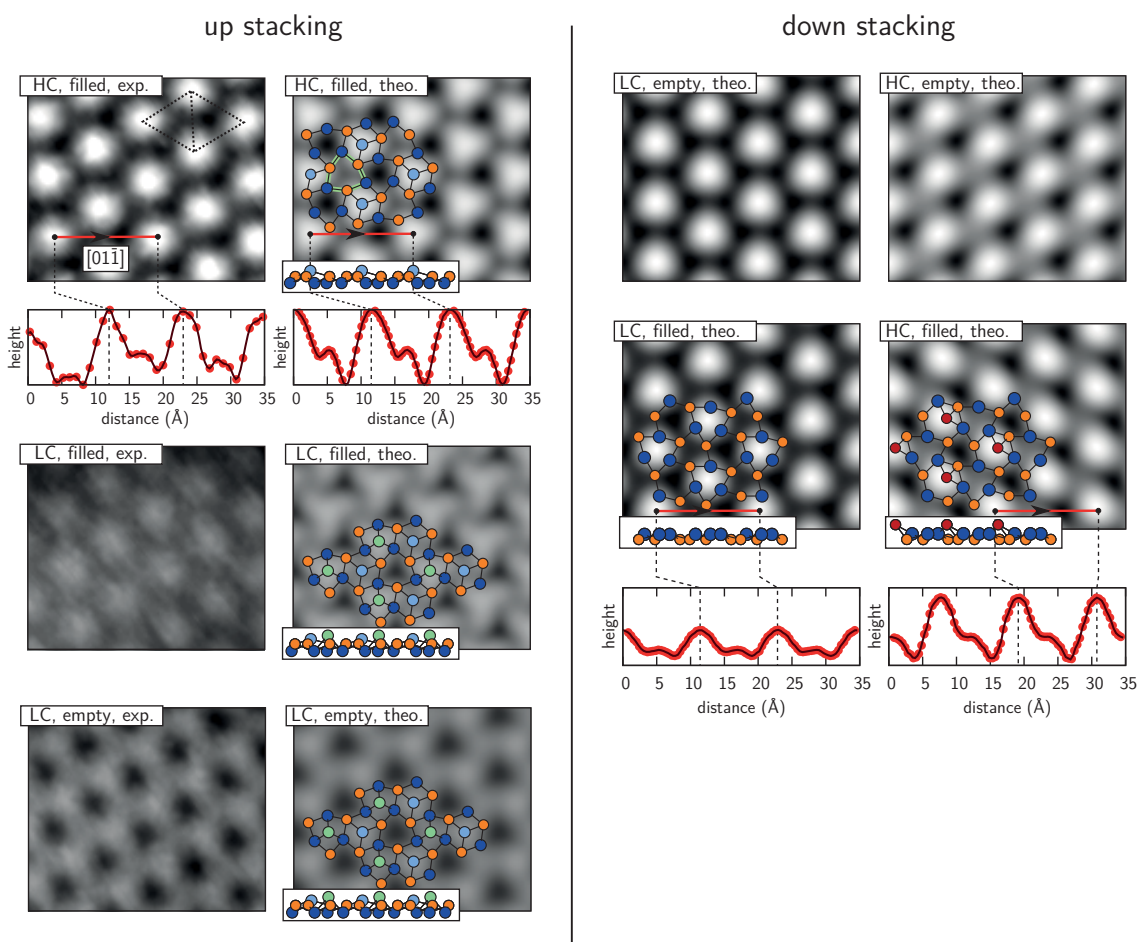 up stacking
down stacking
HC, filled, exp.
HC, filled, theo.
[011̄]
height
0 5 10 15 20 25 30 35
distance (Å)
height
0 5 10 15 20 25 30 35
distance (Å)
LC, filled, exp.
LC, filled, theo.
LC, empty, exp.
LC, empty, theo.
LC, empty, theo.
HC, empty, theo.
LC, filled, theo.
HC, filled, theo.
height
0 5 10 15 20 25 30 35
distance (Å)
height
0 5 10 15 20 25 30 35
distance (Å)